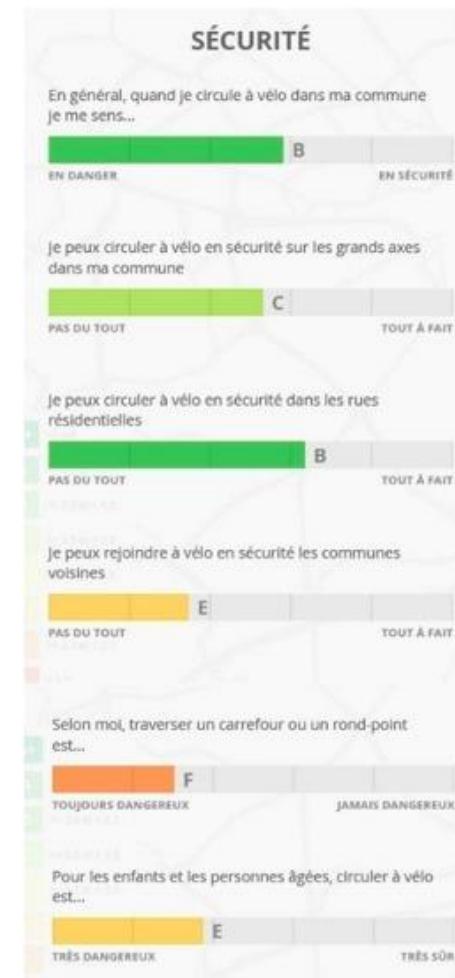 SÉCURITÉ
En général, quand je circule à vélo dans ma commune
je me sens...
B
EN DANGER EN SÉCURITÉ
Je peux circuler à vélo en sécurité sur les grands axes
dans ma commune
C
PAS DU TOUT TOUT À FAIT
Je peux circuler à vélo en sécurité dans les rues
résidentielles
B
PAS DU TOUT TOUT À FAIT
Je peux rejoindre à vélo en sécurité les communes
voisines
E
PAS DU TOUT TOUT À FAIT
Selon moi, traverser un carrefour ou un rond-point
est...
F
TOUJOURS DANGEREUX JAMAIS DANGEREUX
Pour les enfants et les personnes âgées, circuler à vélo
est...
E
TRÈS DANGEREUX TRÈS SÛR